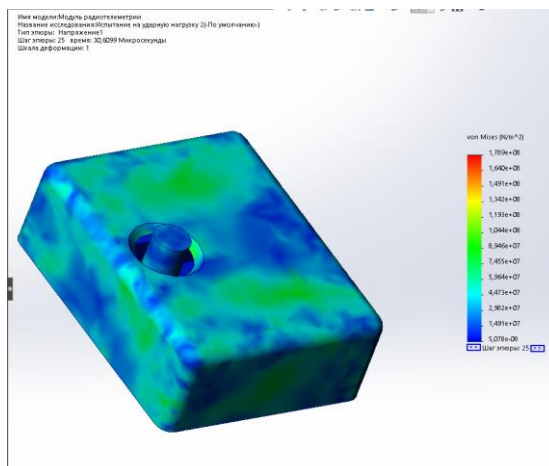 Имя модели:Модуль радиотелеметрии
Название исследования:Испытание на ударную нагрузку 2(-По умолчанию-)
Тип эпюры: Напряжение1
Шаг эпюры: 25 время: 30,6099 Микросекунды
Шкала деформации: 1
von Mises (N/m^2)
1,789e+08
1,640e+08
1,491e+08
1,342e+08
1,193e+08
1,044e+08
8,946e+07
7,455e+07
5,964e+07
4,473e+07
2,982e+07
1,491e+07
5,078e-08
Шаг эпюры: 25